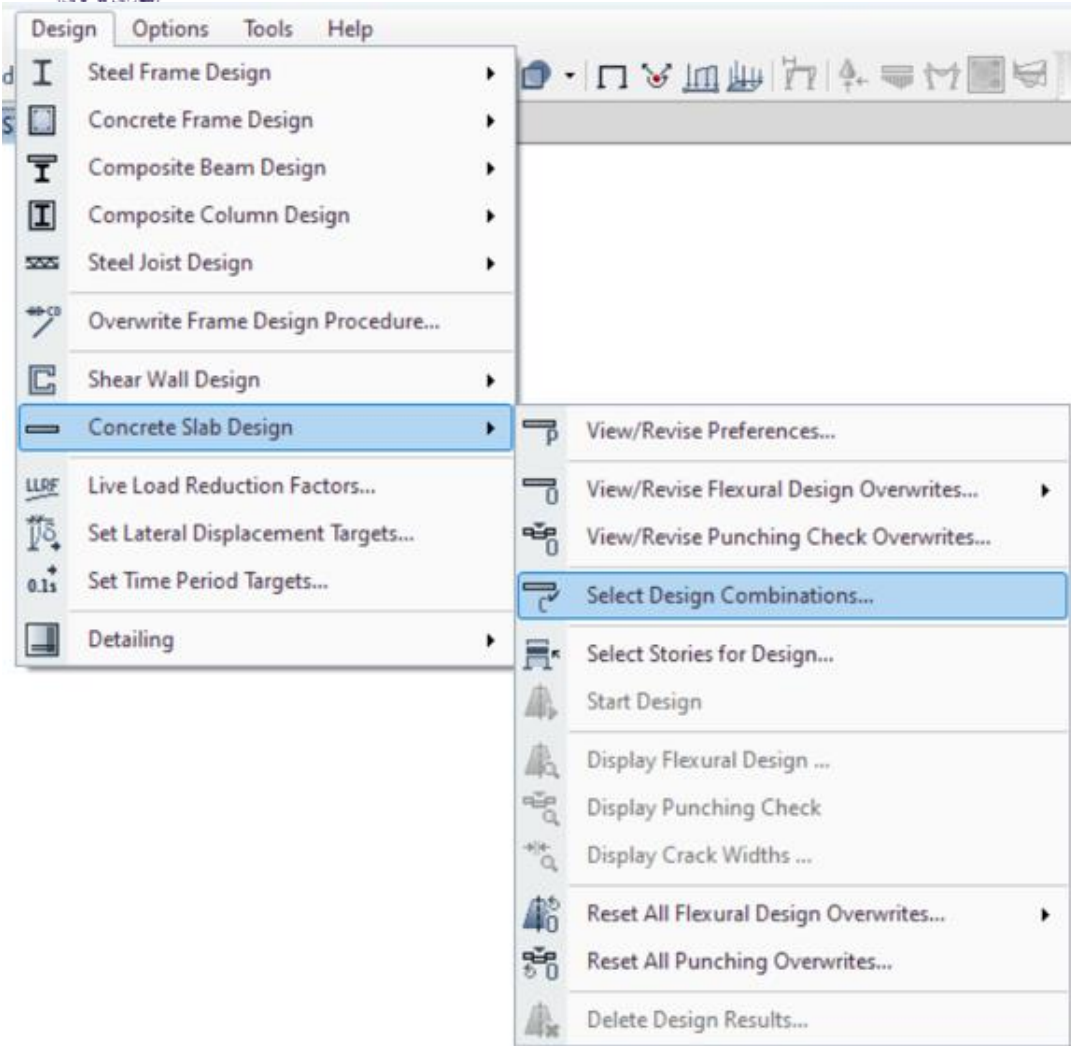 Design Options Tools Help
Steel Frame Design
Concrete Frame Design
Composite Beam Design
Composite Column Design
Steel Joist Design
CD
Overwrite Frame Design Procedure...
Shear Wall Design
Concrete Slab Design
LLRF
Live Load Reduction Factors...
Set Lateral Displacement Targets...
0.1s
Set Time Period Targets...
Detailing
P
View/Revise Preferences...
O
View/Revise Flexural Design Overwrites...
O
View/Revise Punching Check Overwrites...
C
Select Design Combinations...
Select Stories for Design...
Start Design
Display Flexural Design ...
Display Punching Check
Display Crack Widths ...
O
Reset All Flexural Design Overwrites...
O
Reset All Punching Overwrites...
Delete Design Results...